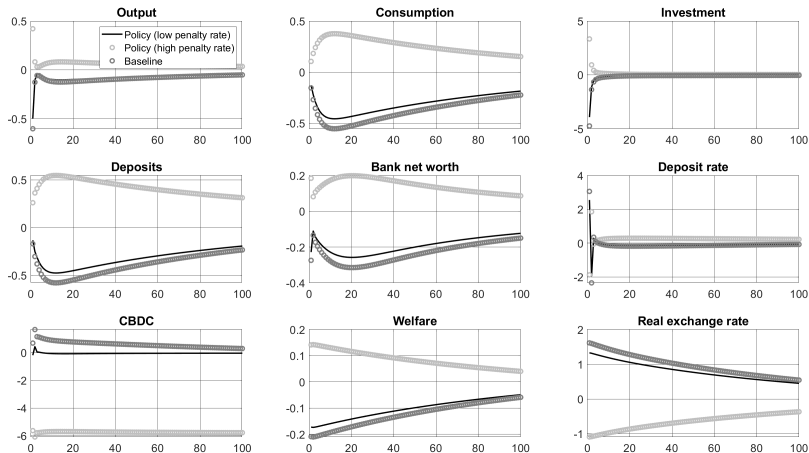 Output
0.5
0
-0.5
0 20 40 60 80 100
Policy (low penalty rate)
Policy (high penalty rate)
Baseline
Consumption
0.5
0
-0.5
0 20 40 60 80 100
Investment
5
0
-5
0 20 40 60 80 100
Deposits
0.5
0
-0.5
0 20 40 60 80 100
Bank net worth
0.2
0
-0.2
-0.4
0 20 40 60 80 100
Deposit rate
4
2
0
-2
0 20 40 60 80 100
CBDC
0
-2
-4
-6
0 20 40 60 80 100
Welfare
0.2
0.1
0
-0.1
-0.2
0 20 40 60 80 100
Real exchange rate
2
1
0
-1
0 20 40 60 80 100